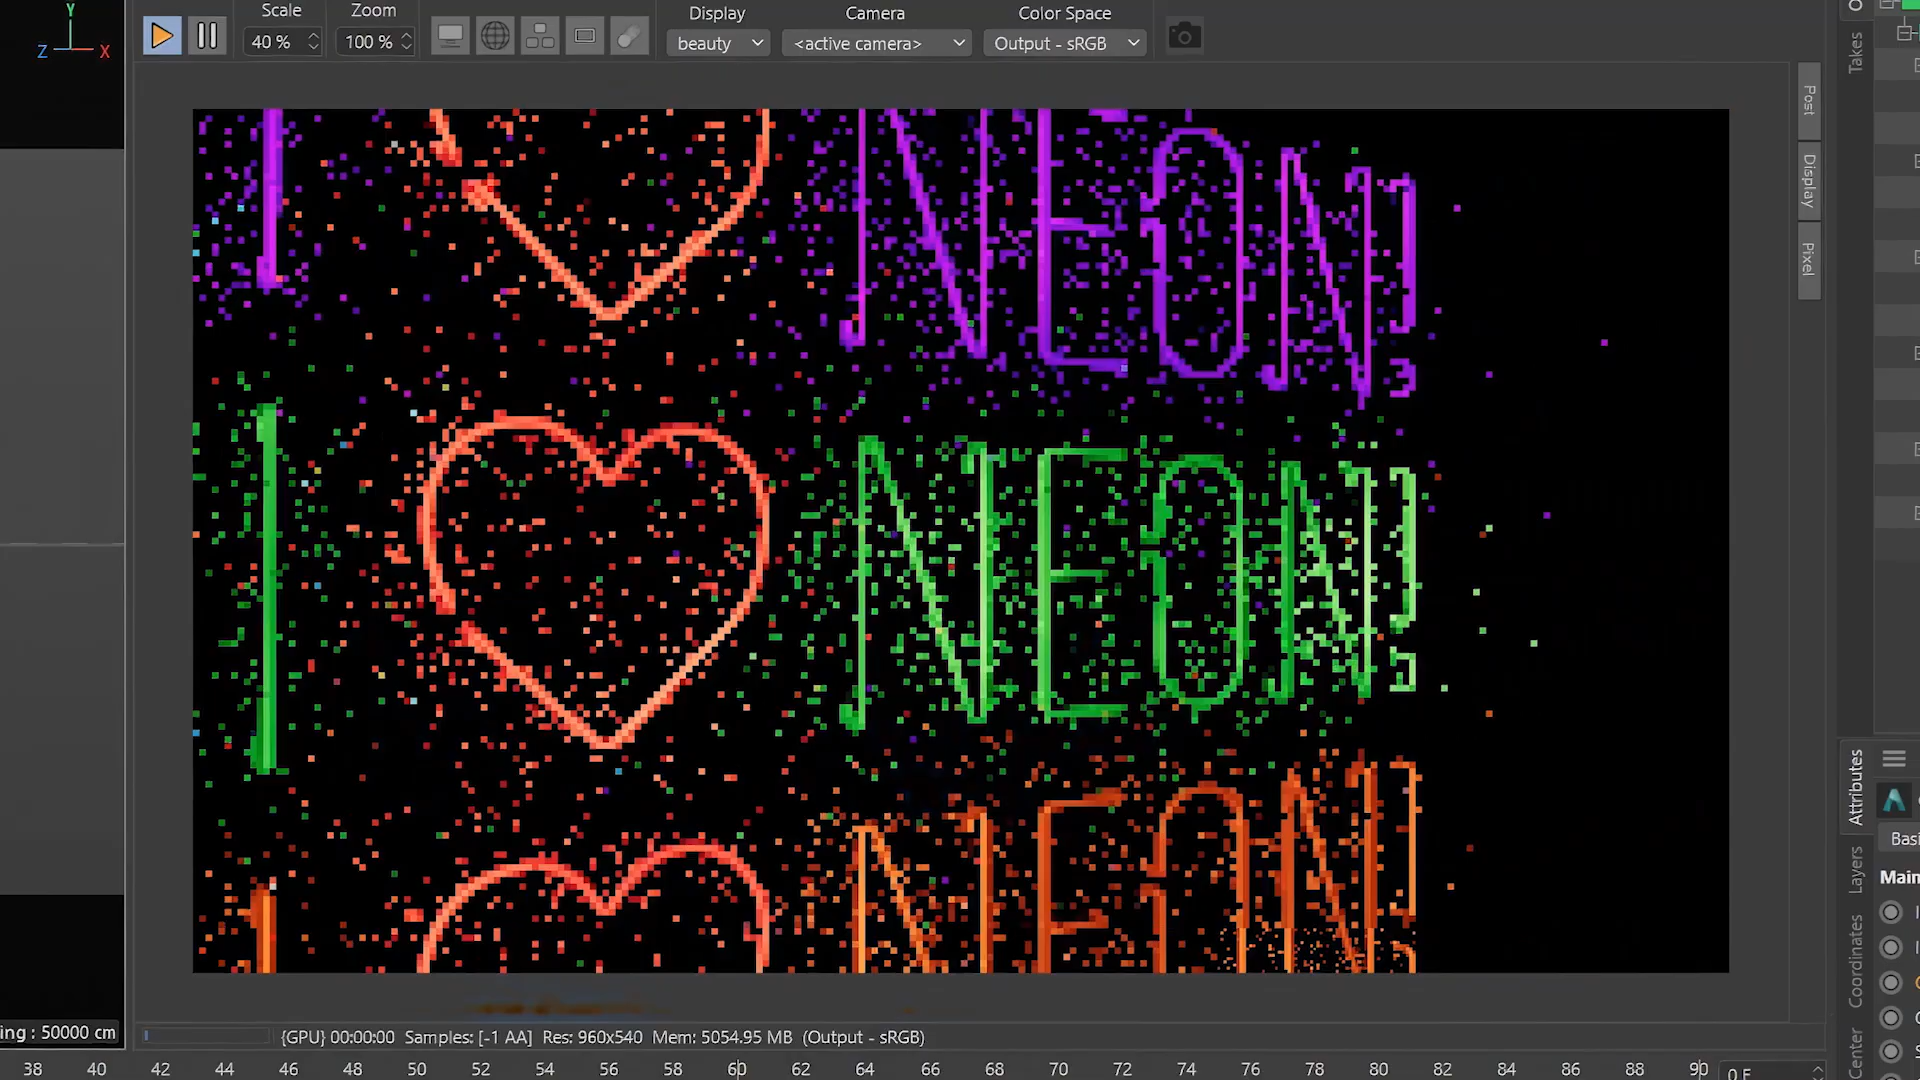 Y
Z X
Scale Zoom Display Camera Color Space
40 % 100 % beauty <active camera> Output - sRGB
Takes
Post
Display
Pixel
NEON!
I NEON!
I NEON!
Attributes
Basi
Layers
Main
Coordinates
ing : 50000 cm
{GPU} 00:00:00 Samples: [-1 AA] Res: 960x540 Mem: 5054.95 MB (Output - sRGB)
Center
38 40 42 44 46 48 50 52 54 56 58 60 62 64 66 68 70 72 74 76 78 80 82 84 86 88 90 0 F